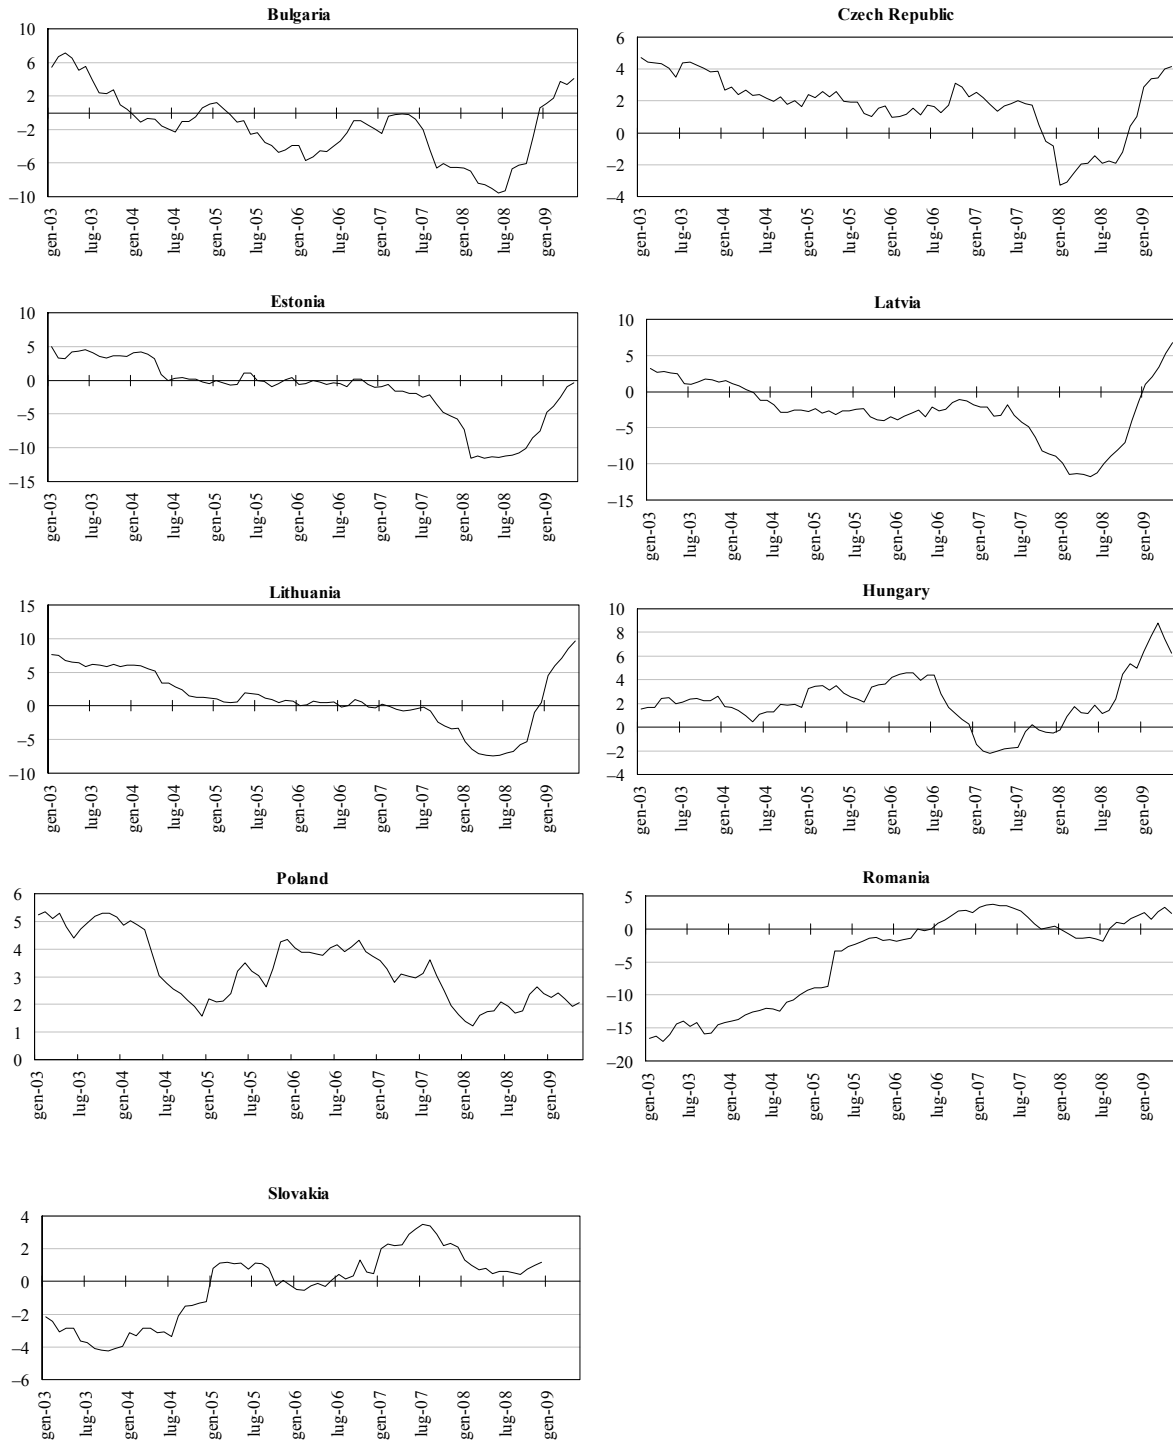 Bulgaria
10
6
2
–2
–6
–10
gen-03
lug-03
gen-04
lug-04
gen-05
lug-05
gen-06
lug-06
gen-07
lug-07
gen-08
lug-08
gen-09
Czech Republic
6
4
2
0
–2
–4
gen-03
lug-03
gen-04
lug-04
gen-05
lug-05
gen-06
lug-06
gen-07
lug-07
gen-08
lug-08
gen-09
Estonia
10
5
0
–5
–10
–15
gen-03
lug-03
gen-04
lug-04
gen-05
lug-05
gen-06
lug-06
gen-07
lug-07
gen-08
lug-08
gen-09
Latvia
10
5
0
–5
–10
–15
gen-03
lug-03
gen-04
lug-04
gen-05
lug-05
gen-06
lug-06
gen-07
lug-07
gen-08
lug-08
gen-09
Lithuania
15
10
5
0
–5
–10
gen-03
lug-03
gen-04
lug-04
gen-05
lug-05
gen-06
lug-06
gen-07
lug-07
gen-08
lug-08
gen-09
Hungary
10
8
6
4
2
0
–2
–4
gen-03
lug-03
gen-04
lug-04
gen-05
lug-05
gen-06
lug-06
gen-07
lug-07
gen-08
lug-08
gen-09
Poland
6
5
4
3
2
1
0
gen-03
lug-03
gen-04
lug-04
gen-05
lug-05
gen-06
lug-06
gen-07
lug-07
gen-08
lug-08
gen-09
Romania
5
0
–5
–10
–15
–20
gen-03
lug-03
gen-04
lug-04
gen-05
lug-05
gen-06
lug-06
gen-07
lug-07
gen-08
lug-08
gen-09
Slovakia
4
2
0
–2
–4
–6
gen-03
lug-03
gen-04
lug-04
gen-05
lug-05
gen-06
lug-06
gen-07
lug-07
gen-08
lug-08
gen-09